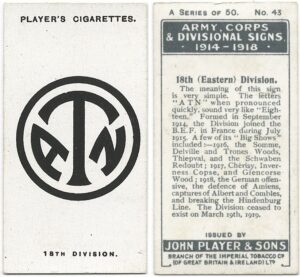 PLAYER'S CIGARETTES.
ATN
18TH DIVISION.
A SERIES OF 50. No. 43
ARMY, CORPS
& DIVISIONAL SIGNS
1914–1918
18th (Eastern) Division.
The meaning of this sign
is very simple. The letters
"A T N" when pronounced
quickly, sound very like "Eigh-
teen." Formed in September
1914, the Division joined the
B.E.F. in France during July
1915. A few of its "Big Shows"
included:—1916, the Somme,
Delville and Trones Woods,
Thiepval, and the Schwaben
Redoubt; 1917, Chérisy, Inver-
ness Copse, and Glencorse
Wood; 1918, the German offen-
sive, the defence of Amiens,
captures of Albert and Combles,
and breaking the Hindenburg
Line. The Division ceased to
exist on March 19th, 1919.
ISSUED BY
JOHN PLAYER & SONS
BRANCH OF THE IMPERIAL TOBACCO CO
(OF GREAT BRITAIN & IRELAND) LTD